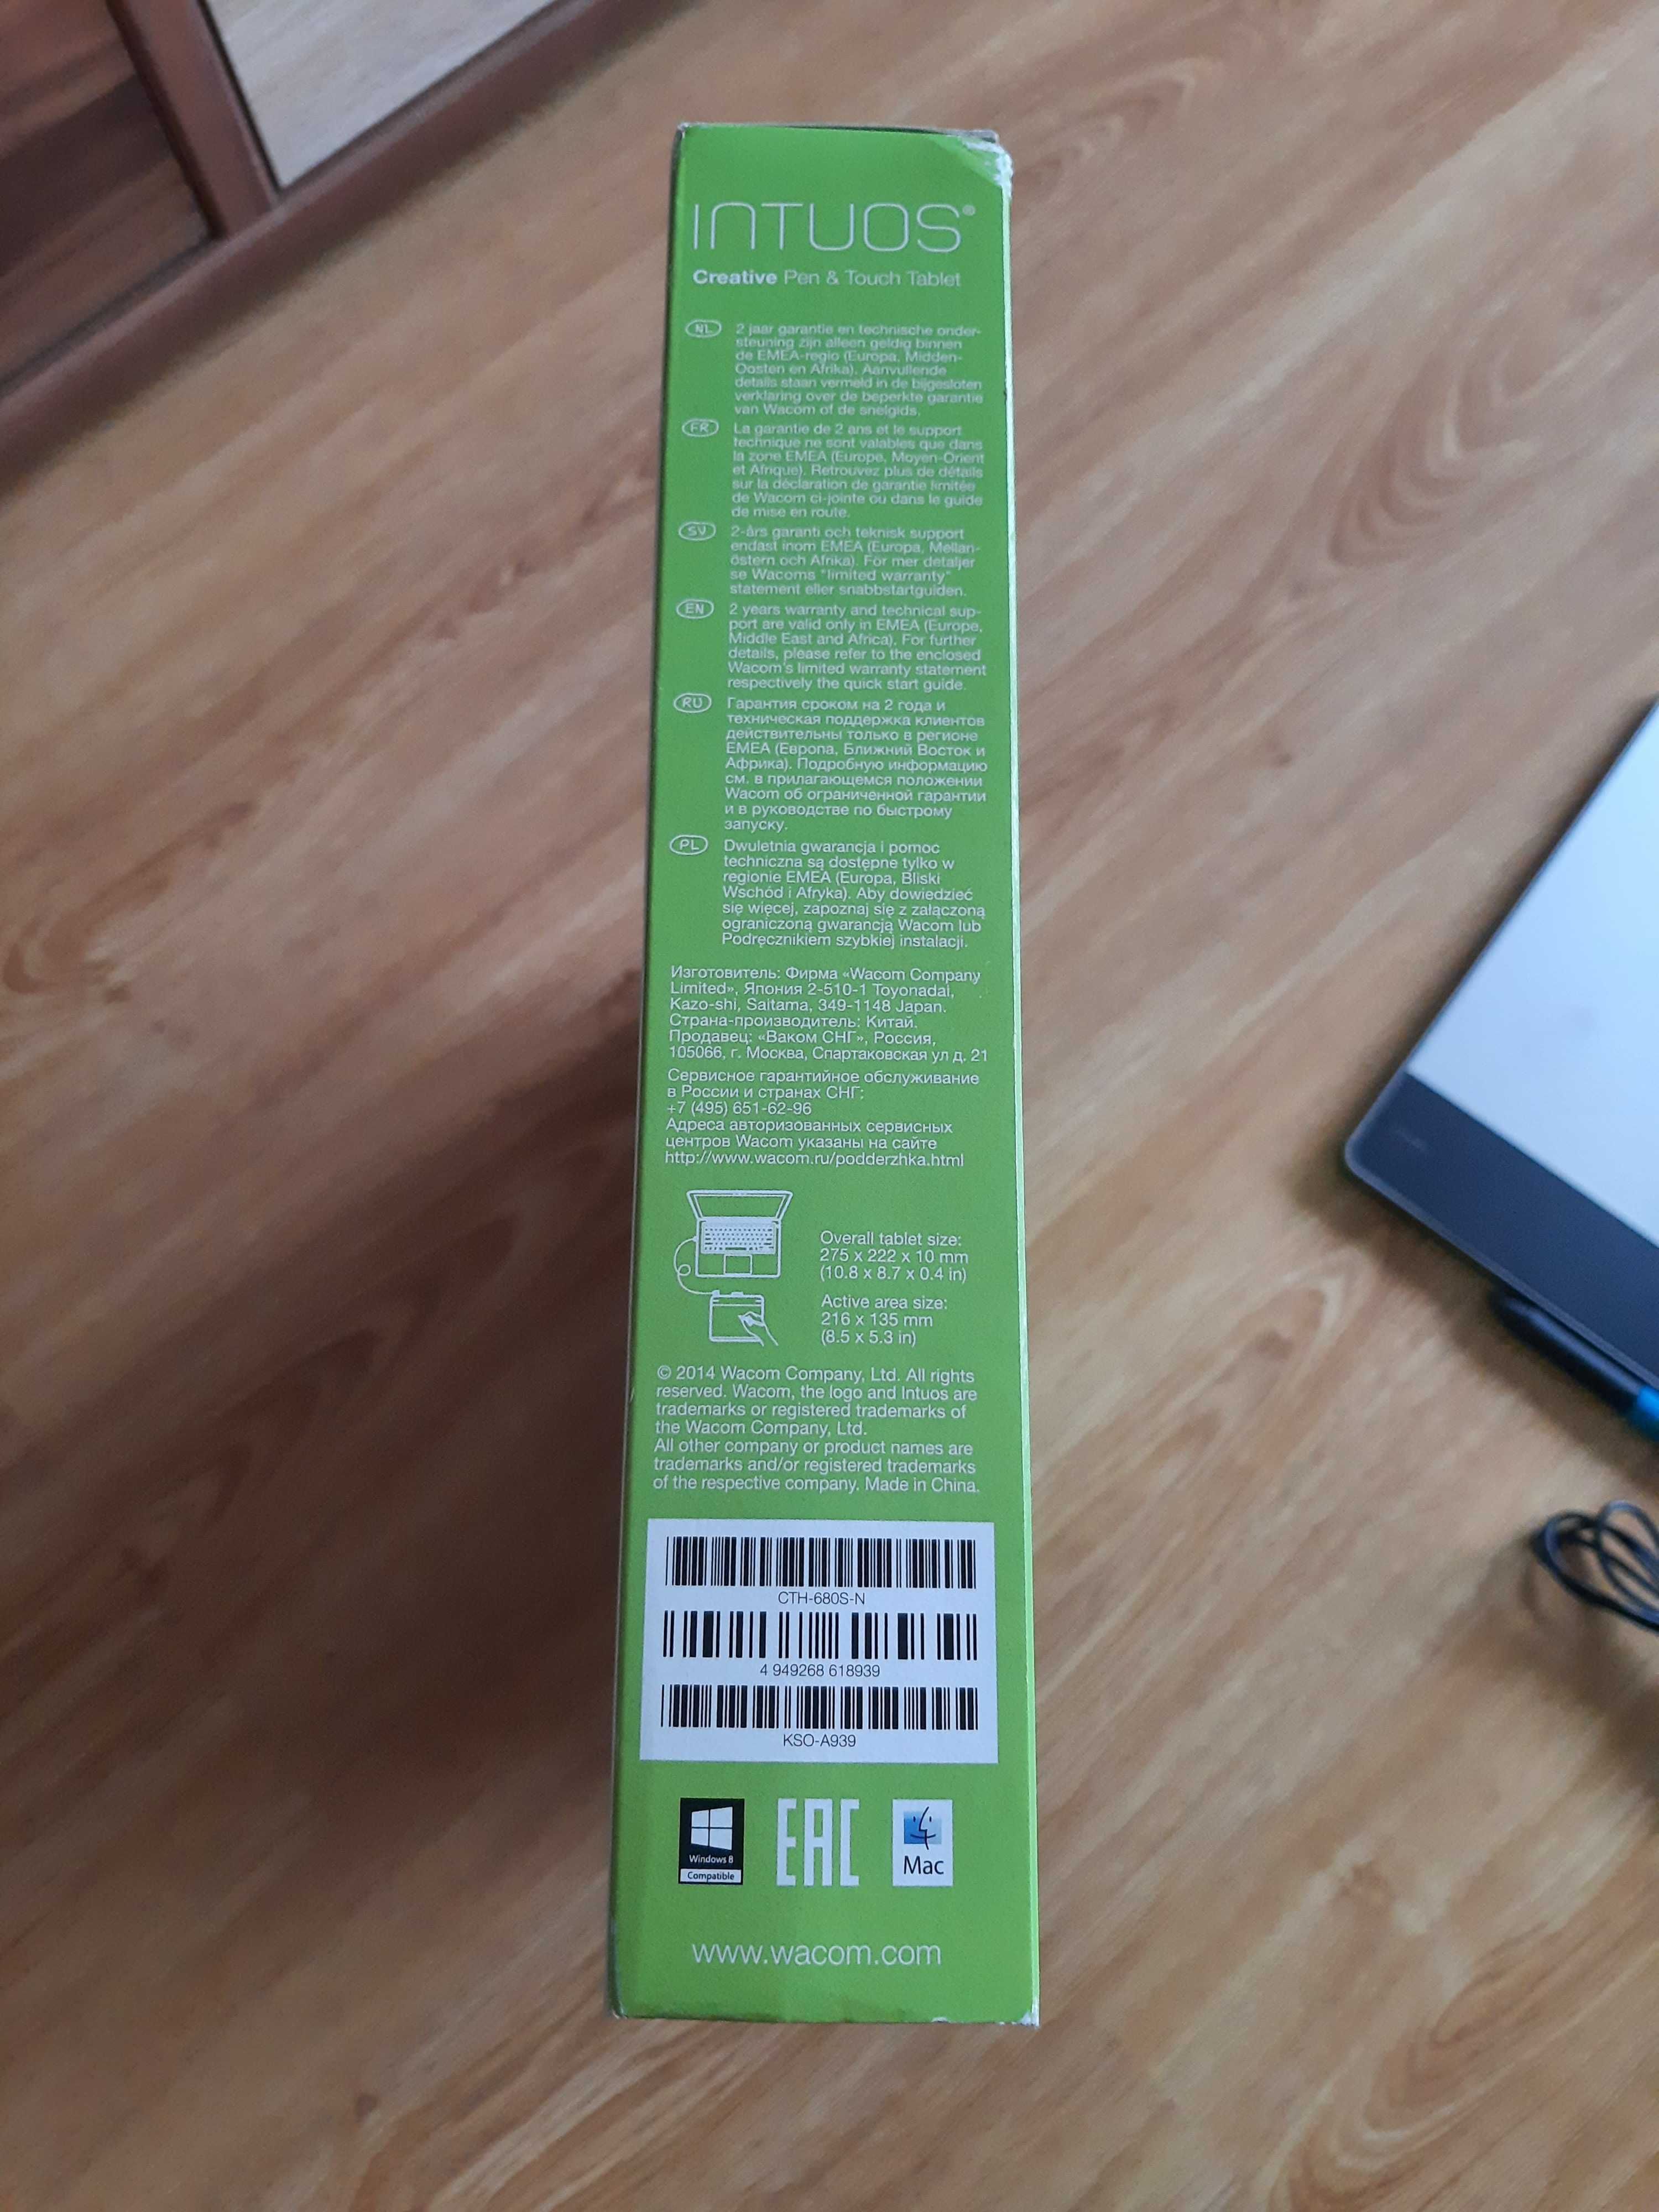 INTUOS®
Creative Pen & Touch Tablet
NL 2 jaar garantie en technische onder-
steuning zijn alleen geldig binnen
de EMEA-regio (Europa, Midden-
Oosten en Afrika). Aanvullende
details staan vermeld in de bijgesloten
verklaring over de beperkte garantie
van Wacom of de snelgids.
FR La garantie de 2 ans et le support
technique ne sont valables que dans
la zone EMEA (Europe, Moyen-Orient
et Afrique). Retrouvez plus de détails
sur la déclaration de garantie limitée
de Wacom ci-jointe ou dans le guide
de mise en route.
SV 2-års garanti och teknisk support
endast inom EMEA (Europa, Mellan-
östern och Afrika). För mer detaljer
se Wacoms "limited warranty"
statement eller snabbstartguiden.
EN 2 years warranty and technical sup-
port are valid only in EMEA (Europe,
Middle East and Africa). For further
details, please refer to the enclosed
Wacom's limited warranty statement
respectively the quick start guide.
RU Гарантия сроком на 2 года и
техническая поддержка клиентов
действительны только в регионе
EMEA (Европа, Ближний Восток и
Африка). Подробную информацию
см. в прилагающемся положении
Wacom об ограниченной гарантии
и в руководстве по быстрому
запуску.
PL Dwuletnia gwarancja i pomoc
techniczna są dostępne tylko w
regionie EMEA (Europa, Bliski
Wschód i Afryka). Aby dowiedzieć
się więcej, zapoznaj się z załączoną
ograniczoną gwarancją Wacom lub
Podręcznikiem szybkiej instalacji.
Изготовитель: Фирма «Wacom Company
Limited», Япония 2-510-1 Toyonodai,
Kazo-shi, Saitama, 349-1148 Japan.
Страна-производитель: Китай.
Продавец: «Ваком СНГ», Россия,
105066, г. Москва, Спартаковская ул д. 21
Сервисное гарантийное обслуживание
в России и странах СНГ:
+7 (495) 651-62-96
Адреса авторизованных сервисных
центров Wacom указаны на сайте
http://www.wacom.ru/podderzhka.html
Overall tablet size:
275 x 222 x 10 mm
(10.8 x 8.7 x 0.4 in)
Active area size:
216 x 135 mm
(8.5 x 5.3 in)
© 2014 Wacom Company, Ltd. All rights
reserved. Wacom, the logo and Intuos are
trademarks or registered trademarks of
the Wacom Company, Ltd.
All other company or product names are
trademarks and/or registered trademarks
of the respective company. Made in China.
CTH-680S-N
4 949268 618939
KSO-A939
Windows 8
Compatible
EAC
Mac
www.wacom.com